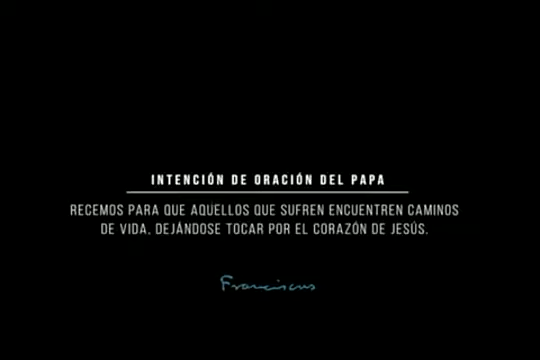 INTENCIÓN DE ORACIÓN DEL PAPA
RECEMOS PARA QUE AQUELLOS QUE SUFREN ENCUENTREN CAMINOS
DE VIDA, DEJÁNDOSE TOCAR POR EL CORAZÓN DE JESÚS.
Franciscus